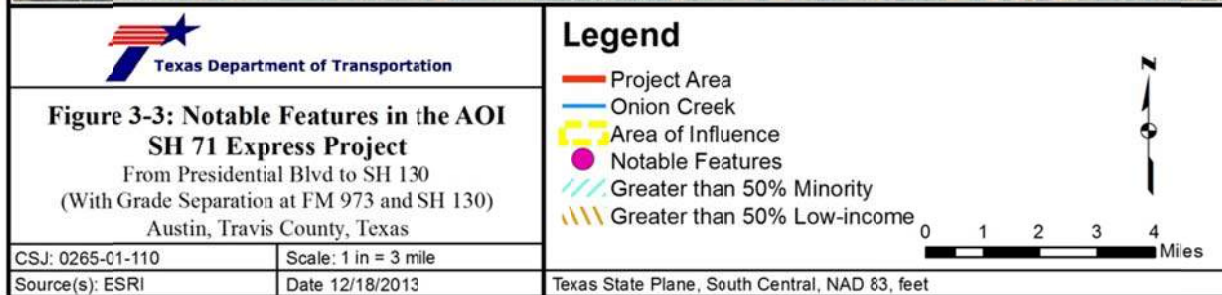 Texas Department of Transportation
Figure 3-3: Notable Features in the AOI
SH 71 Express Project
From Presidential Blvd to SH 130
(With Grade Separation at FM 973 and SH 130)
Austin, Travis County, Texas
CSJ: 0265-01-110
Scale: 1 in = 3 mile
Source(s): ESRI
Date 12/18/2013
Legend
Project Area
Onion Creek
Area of Influence
Notable Features
Greater than 50% Minority
Greater than 50% Low-income
N
0 1 2 3 4
Miles
Texas State Plane, South Central, NAD 83, feet